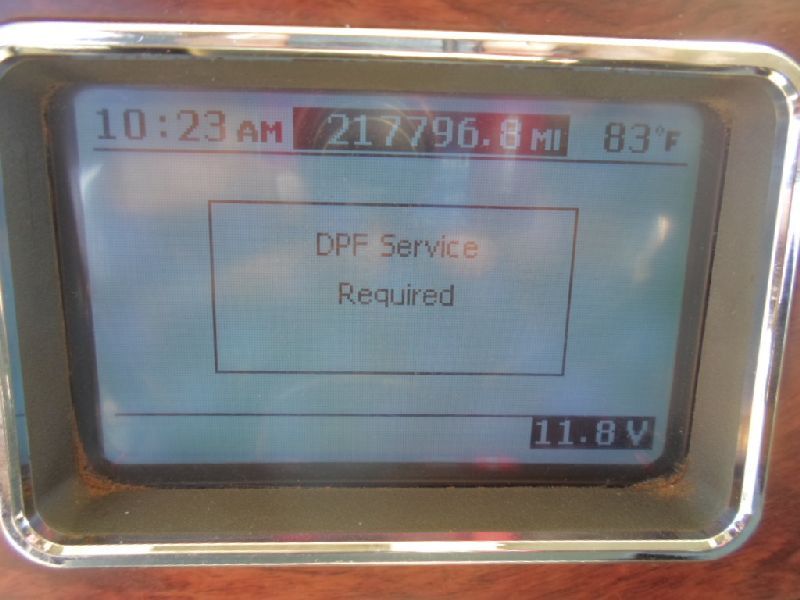 10:23 AM 217796.8 MI 83°F
DPF Service
Required
11.8 V